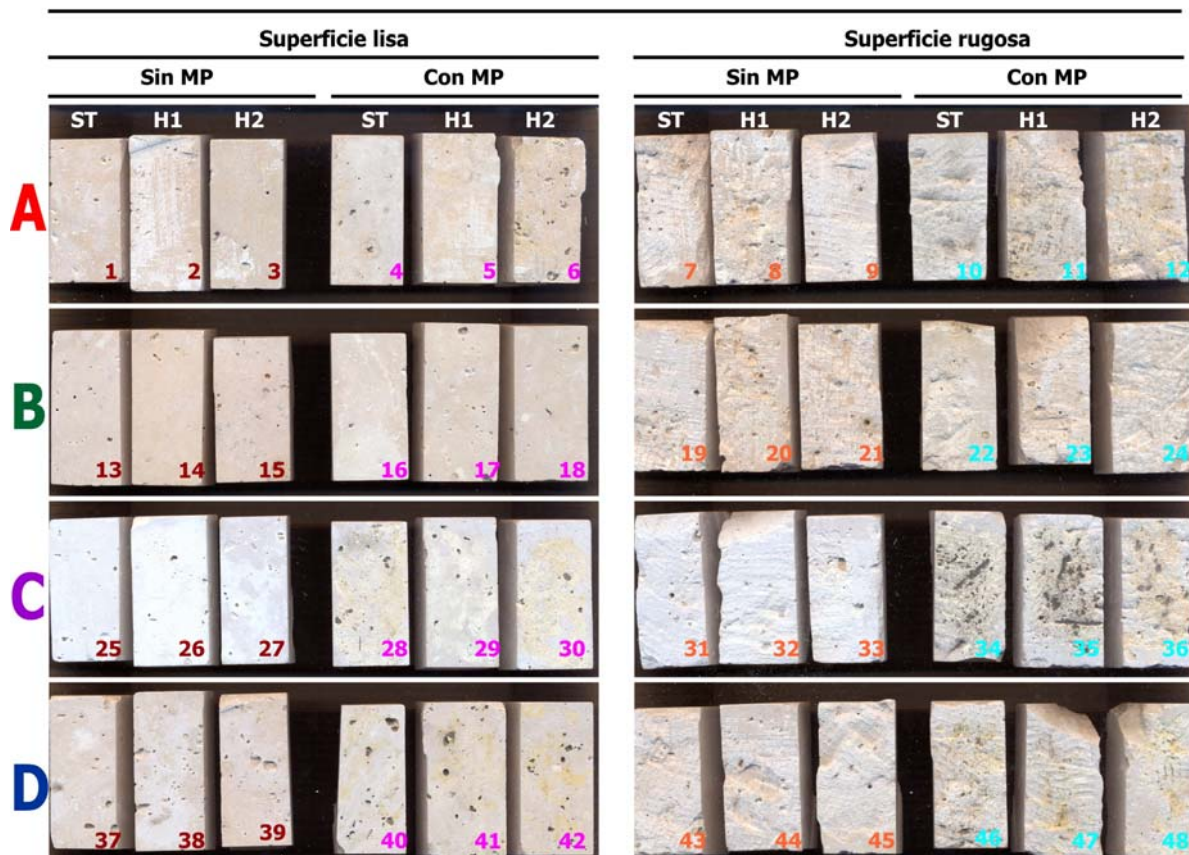 Superficie lisa Superficie rugosa
Sin MP Con MP Sin MP Con MP
ST H1 H2 ST H1 H2 ST H1 H2 ST H1 H2
A
1 2 3 4 5 6 7 8 9 10 11 12
B
13 14 15 16 17 18 19 20 21 22 23 24
C
25 26 27 28 29 30 31 32 33 34 35 36
D
37 38 39 40 41 42 43 44 45 46 47 48